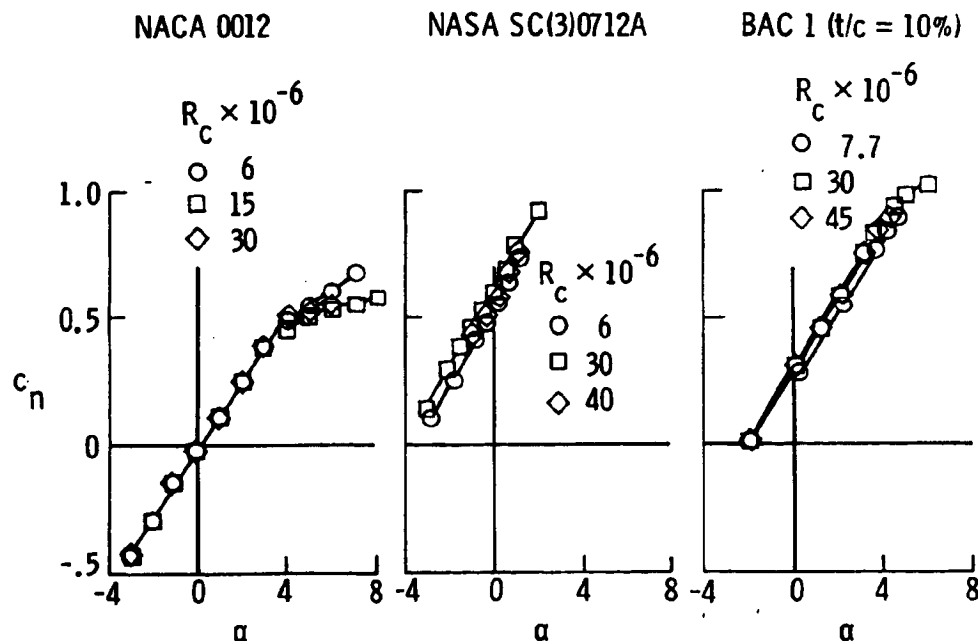 NACA 0012
NASA SC(3)0712A
BAC 1 (t/c = 10%)
R_c × 10^-6
6
15
30
R_c × 10^-6
6
30
40
R_c × 10^-6
7.7
30
45
1.0
0.5
0
-.5
c_n
-4 0 4 8
-4 0 4 8
-4 0 4 8
α
α
α